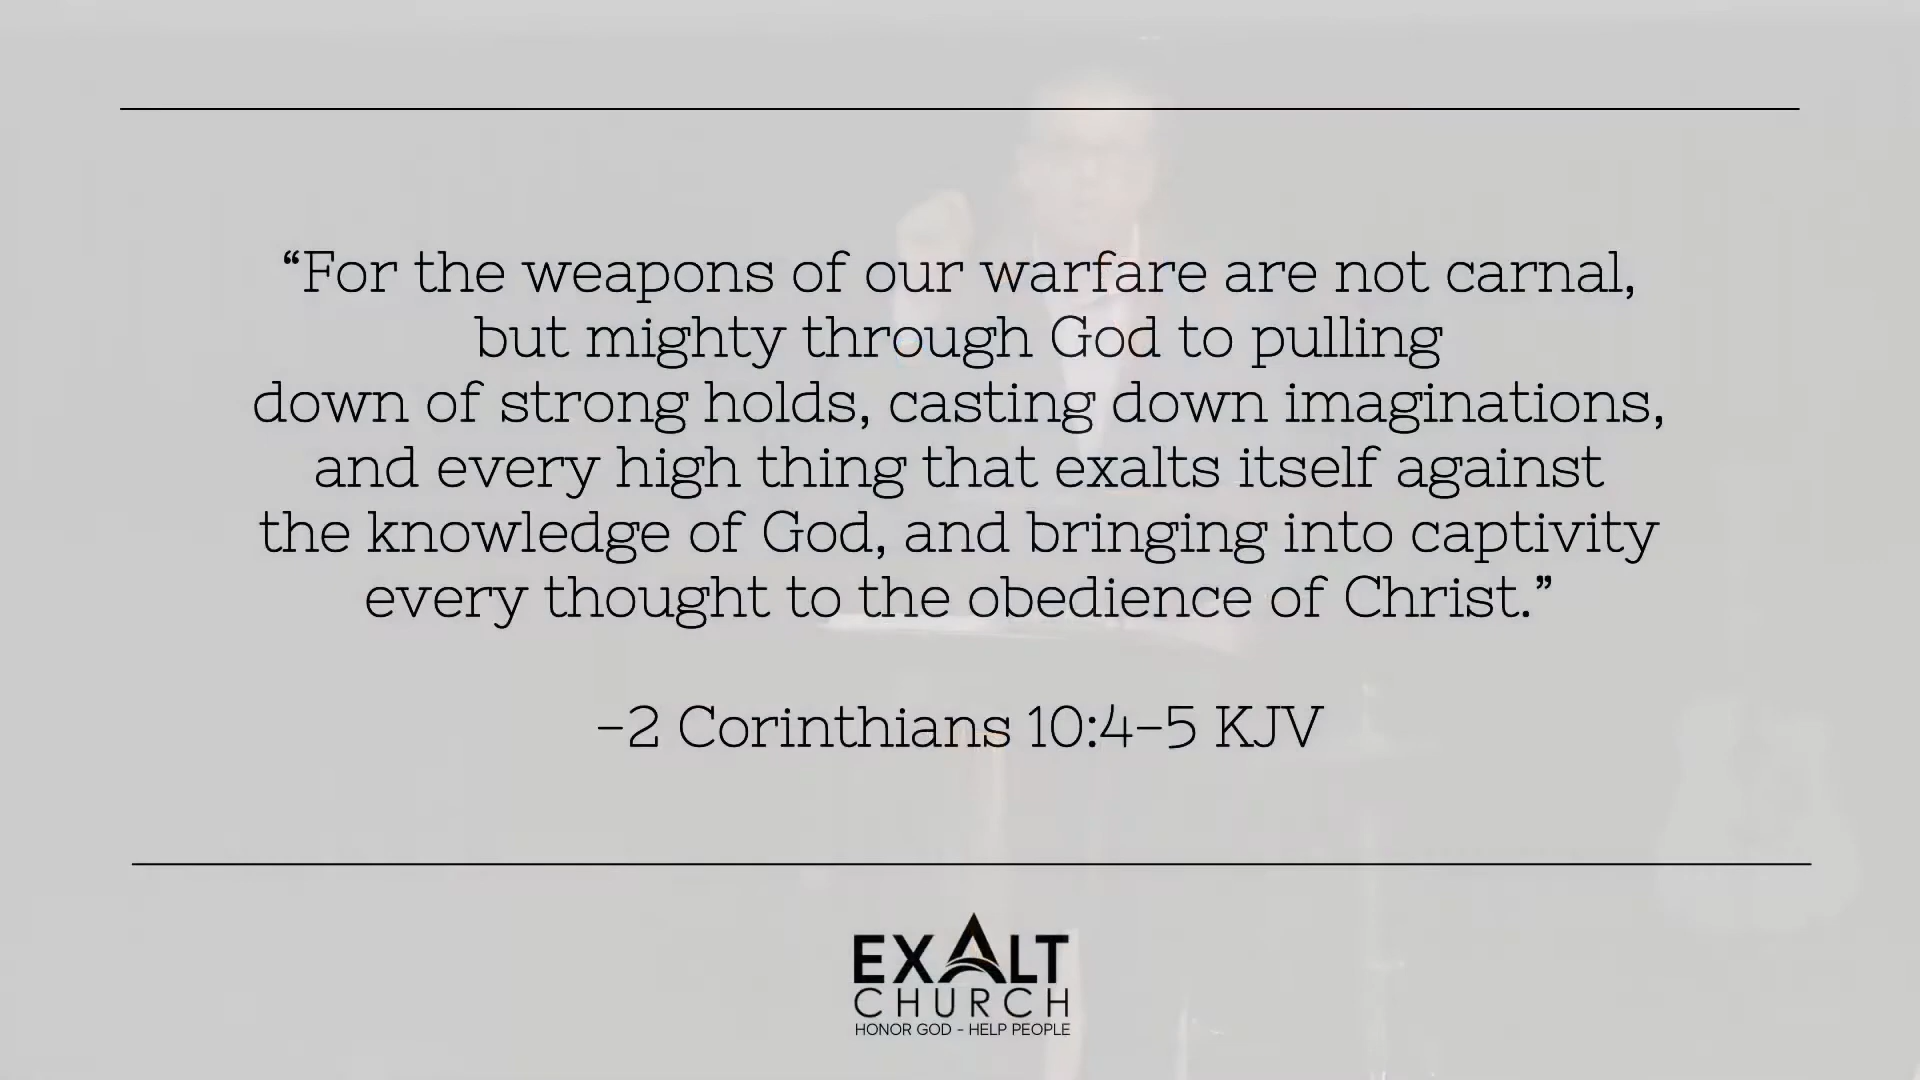 “For the weapons of our warfare are not carnal,
but mighty through God to pulling
down of strong holds, casting down imaginations,
and every high thing that exalts itself against
the knowledge of God, and bringing into captivity
every thought to the obedience of Christ.”
-2 Corinthians 10:4-5 KJV
EXALT
CHURCH
HONOR GOD - HELP PEOPLE